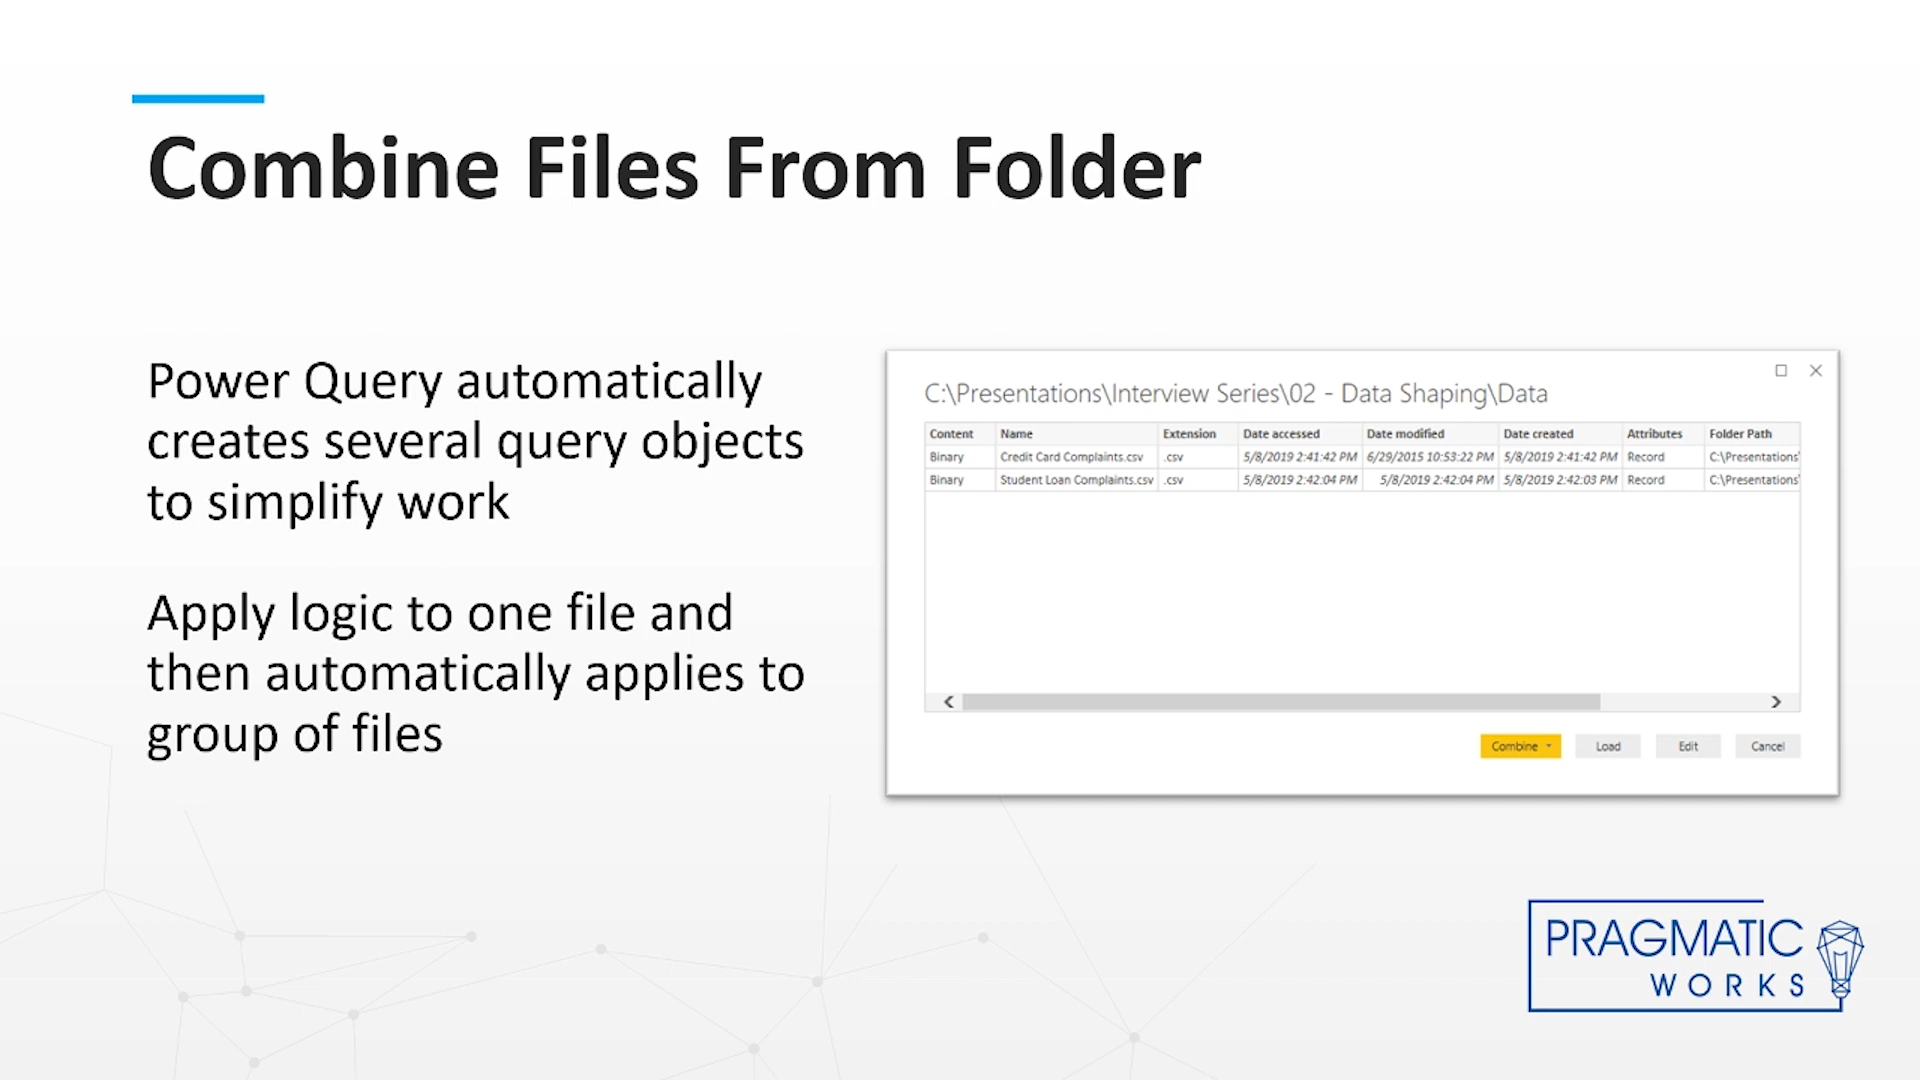 Combine Files From Folder
Power Query automatically
creates several query objects
to simplify work
Apply logic to one file and
then automatically applies to
group of files
C:\Presentations\Interview Series\02 - Data Shaping\Data
Content Name Extension Date accessed Date modified Date created Attributes Folder Path
Binary Credit Card Complaints.csv .csv 5/8/2019 2:41:42 PM 6/29/2015 10:53:22 PM 5/8/2019 2:41:42 PM Record C:\Presentations\
Binary Student Loan Complaints.csv .csv 5/8/2019 2:42:04 PM 5/8/2019 2:42:04 PM 5/8/2019 2:42:03 PM Record C:\Presentations\
Combine Load Edit Cancel
PRAGMATIC
WORKS